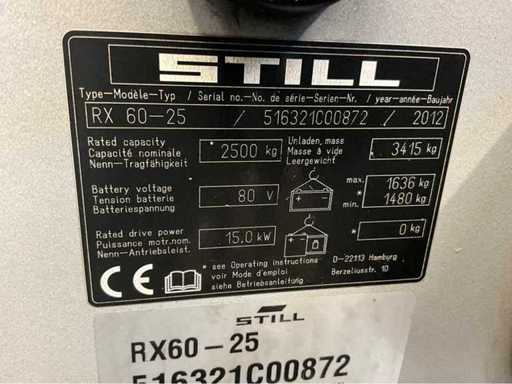 STILL
Type-Modèle-Typ / Serial no.-No. de série-Serien-Nr. / year-année-Baujahr
RX 60-25 / 516321C00872 / 2012
Rated capacity
Capacité nominale
Nenn-Tragfähigkeit
2500 kg
Unladen, mass
Masse à vide
Leergewicht
3415 kg
Battery voltage
Tension batterie
Batteriespannung
80 V
max. 1636 kg
*
min. 1480 kg
Rated drive power
Puissance motr.nom.
Nenn-Antriebsleist.
15.0 kW
* 0 kg
CE
* see Operating instructions
voir Mode d'emploi
siehe Betriebsanleitung
D-22113 Hamburg
Berzeliusstr. 10
STILL
RX60-25
516321C00872